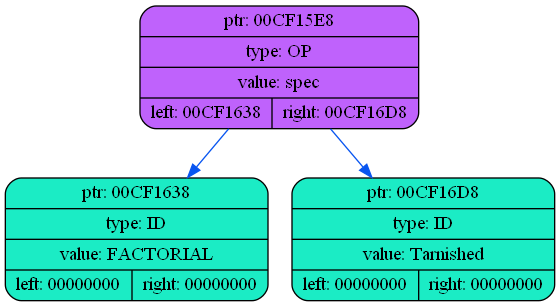 ptr: 00CF15E8
type: OP
value: spec
left: 00CF1638 right: 00CF16D8
ptr: 00CF1638
type: ID
value: FACTORIAL
left: 00000000 right: 00000000
ptr: 00CF16D8
type: ID
value: Tarnished
left: 00000000 right: 00000000